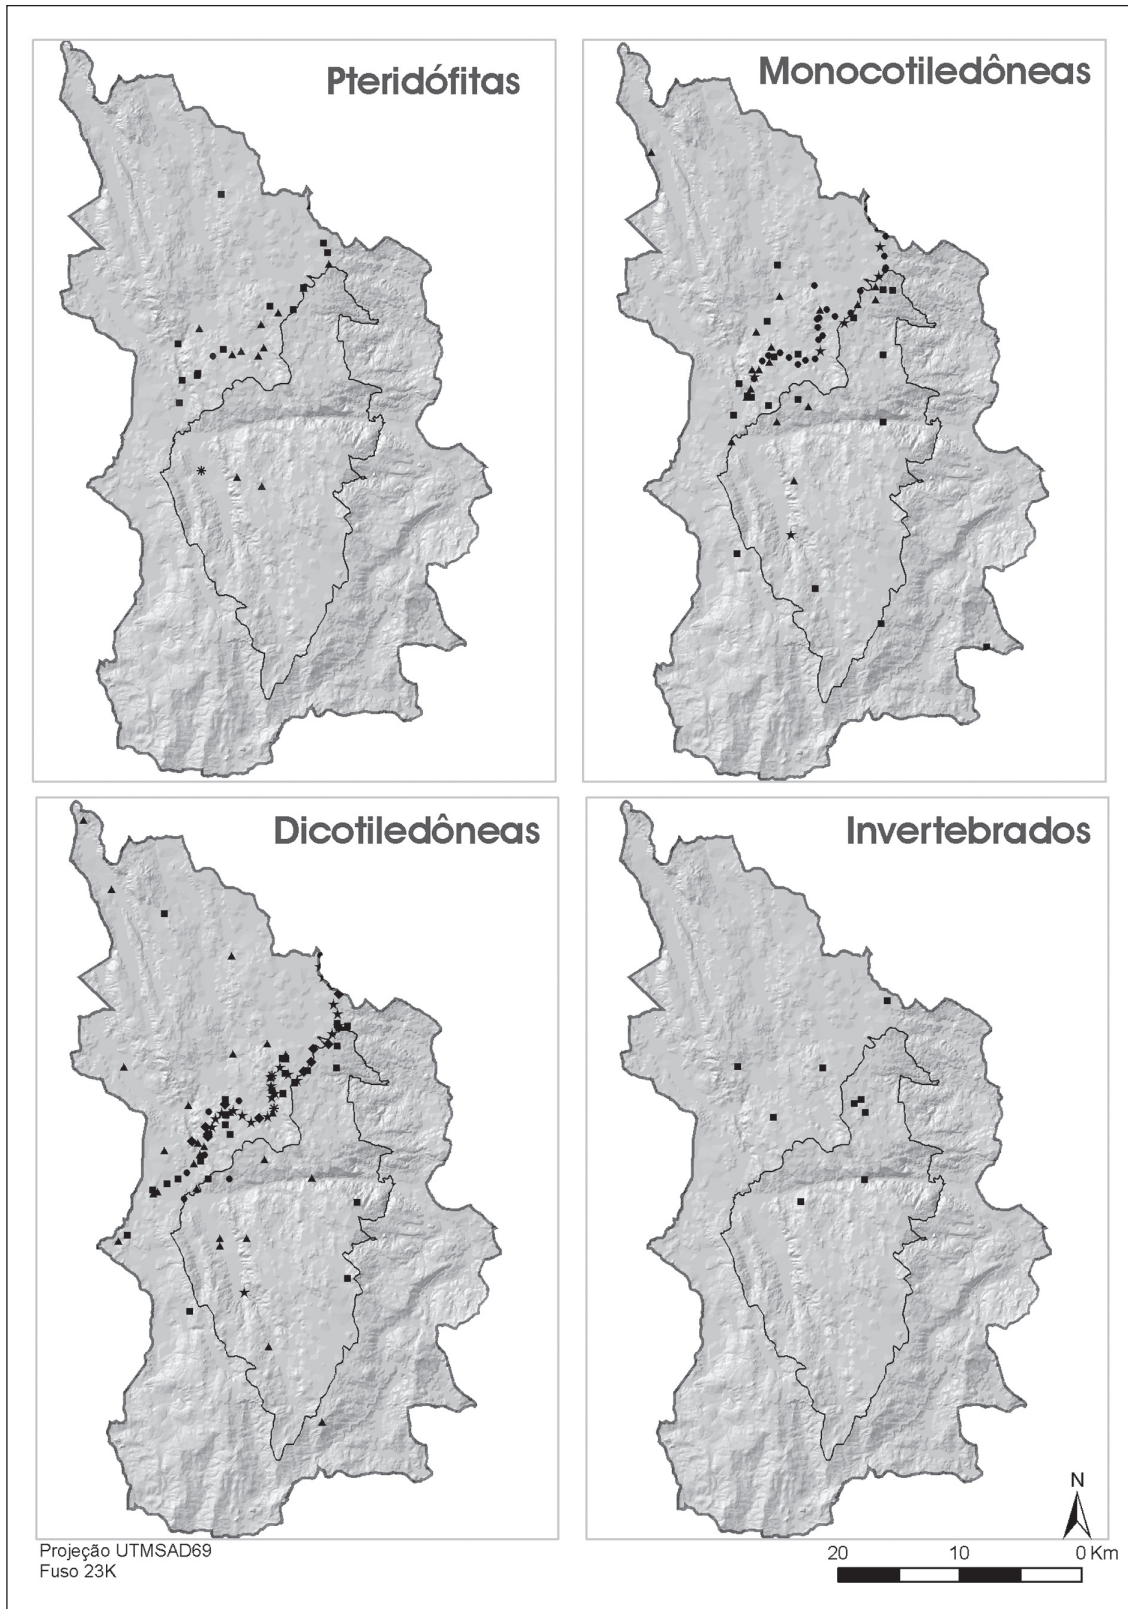 Pteridófitas
Monocotiledôneas
Dicotiledôneas
Invertebrados
N
Projeção UTMSAD69
Fuso 23K
20 10 0 Km